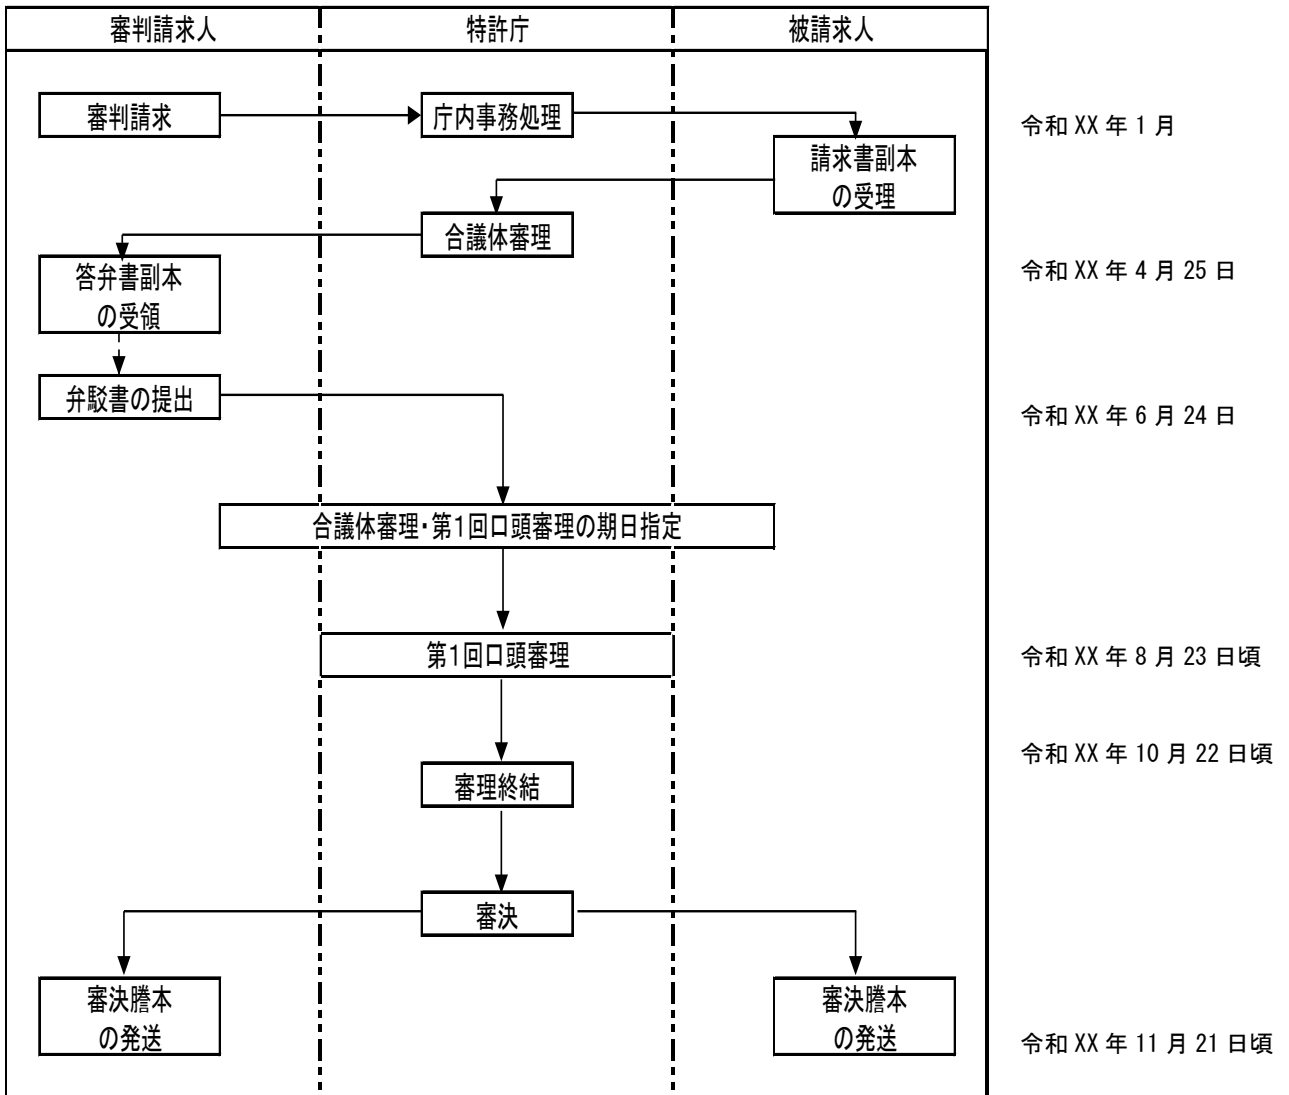 審判請求人
特許庁
被請求人
審判請求
庁内事務処理
令和 XX 年 1 月
請求書副本
の受理
合議体審理
答弁書副本
の受領
令和 XX 年 4 月 25 日
弁駁書の提出
令和 XX 年 6 月 24 日
合議体審理・第1回口頭審理の期日指定
第1回口頭審理
令和 XX 年 8 月 23 日頃
令和 XX 年 10 月 22 日頃
審理終結
審決
審決謄本
の発送
審決謄本
の発送
令和 XX 年 11 月 21 日頃